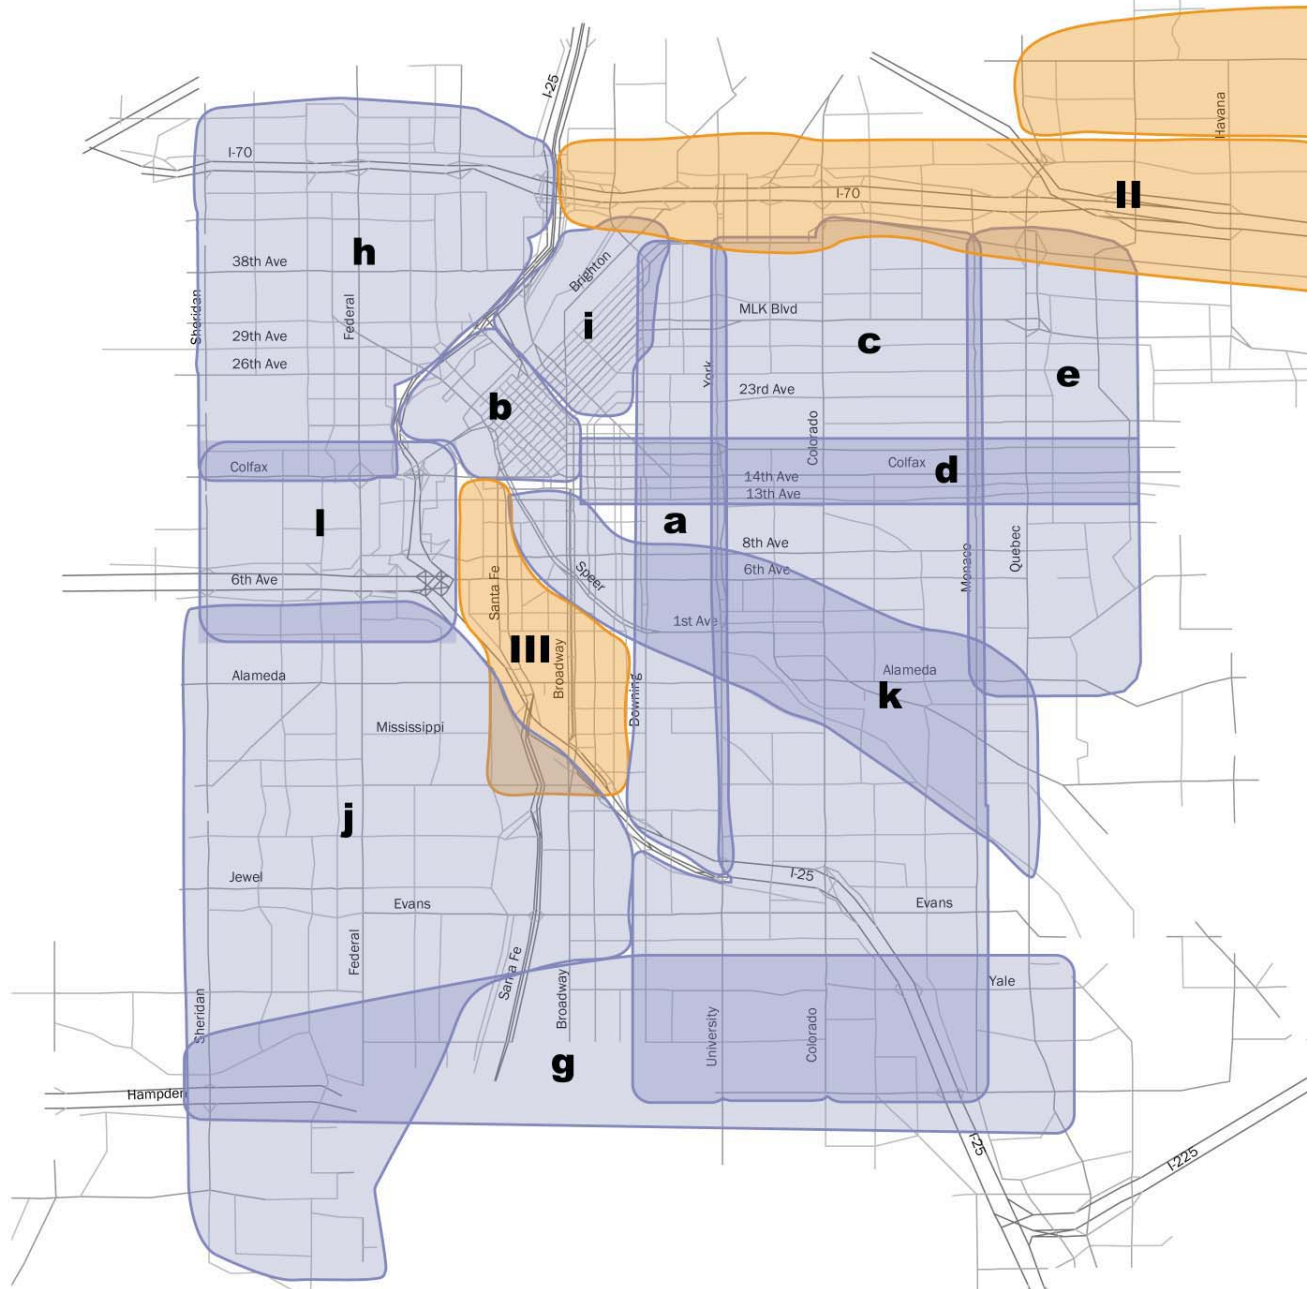 I-25
Havana
I-70
I-70
II
h
38th Ave
Brighton
Sheridan
Federal
i
MLK Blvd
c
29th Ave
26th Ave
York
23rd Ave
e
b
Colorado
Colfax
Colfax
d
14th Ave
13th Ave
l
a
8th Ave
6th Ave
6th Ave
Monaco
Quebec
Santa Fe
Speer
1st Ave
III
Broadway
Downing
Alameda
Alameda
k
Mississippi
j
Jewel
I-25
Evans
Evans
Federal
Santa Fe
Broadway
Yale
Sheridan
University
Colorado
g
Hampden
I-25
I-225